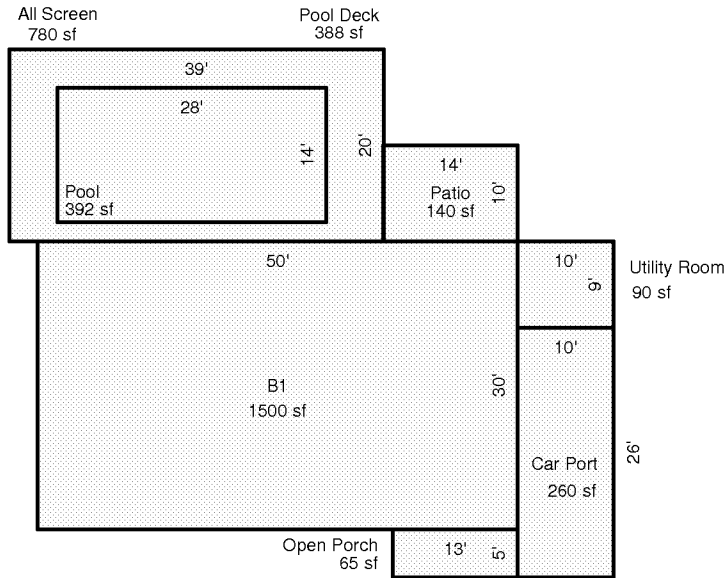 All Screen
780 sf
Pool Deck
388 sf
39'
28'
14'
20'
Pool
392 sf
14'
Patio
140 sf
10'
50'
10'
9'
Utility Room
90 sf
10'
B1
1500 sf
30'
26'
Car Port
260 sf
Open Porch
65 sf
13'
5'